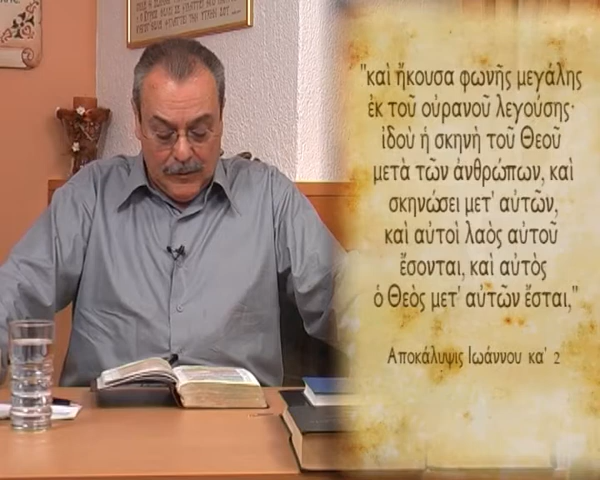 "καὶ ἤκουσα φωνῆς μεγάλης
ἐκ τοῦ οὐρανοῦ λεγούσης·
ἰδοὺ ἡ σκηνὴ τοῦ Θεοῦ
μετὰ τῶν ἀνθρώπων, καὶ
σκηνώσει μετ' αὐτῶν,
καὶ αὐτοὶ λαὸς αὐτοῦ
ἔσονται, καὶ αὐτὸς
ὁ Θεὸς μετ' αὐτῶν ἔσται,"
Αποκάλυψις Ιωάννου κα' 2